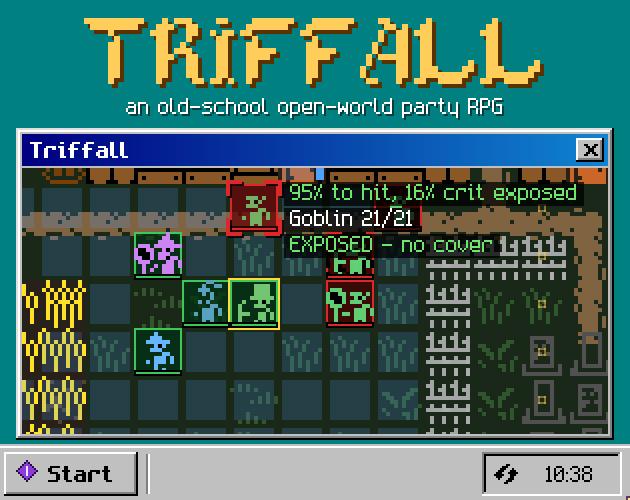 TRIFFALL
an old-school open-world party RPG
Triffall
95% to hit, 16% crit exposed
Goblin 21/21
EXPOSED - no cover
Start
10:38